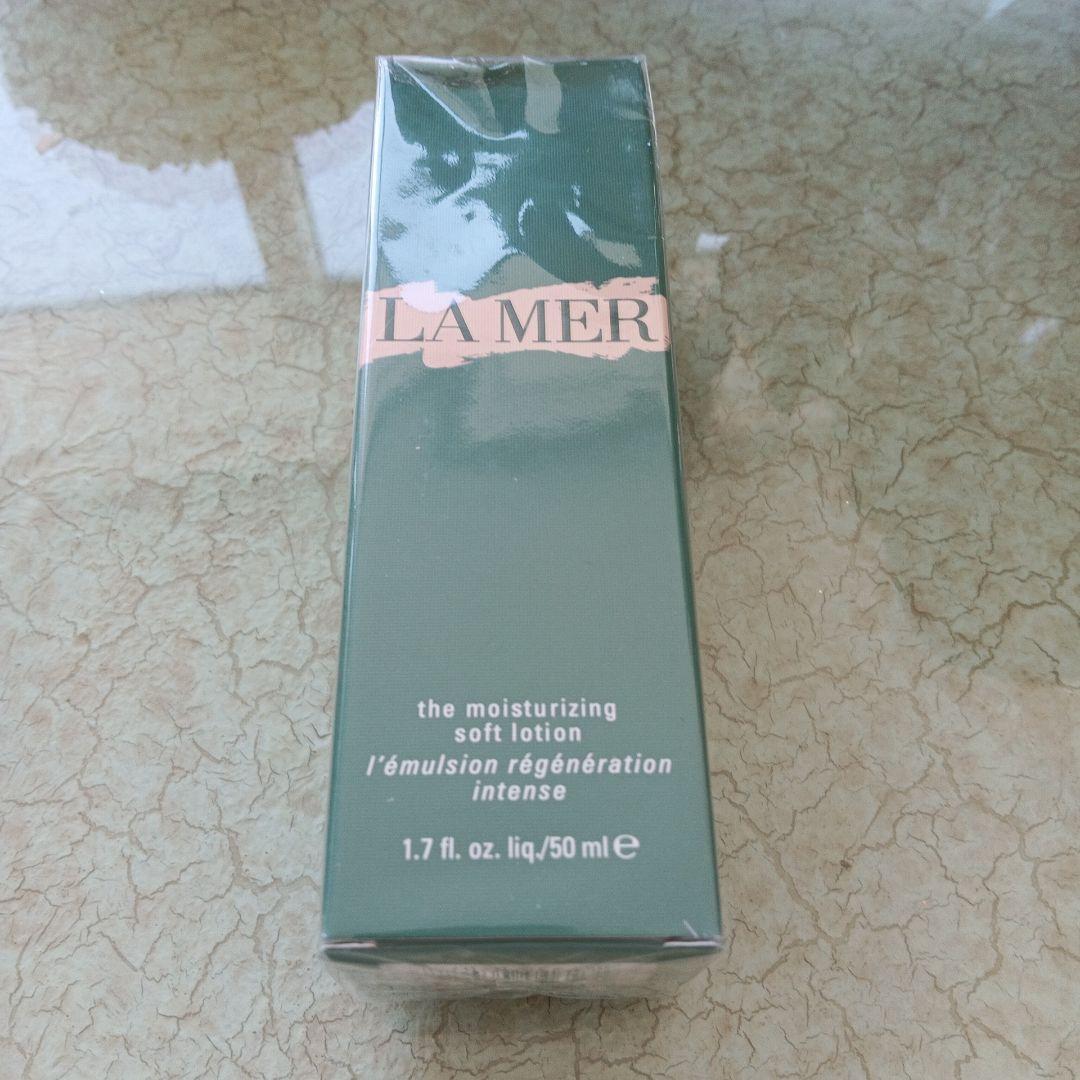 LA MER
the moisturizing
soft lotion
l'émulsion régénération
intense
1.7 fl. oz. liq./50 ml ℮